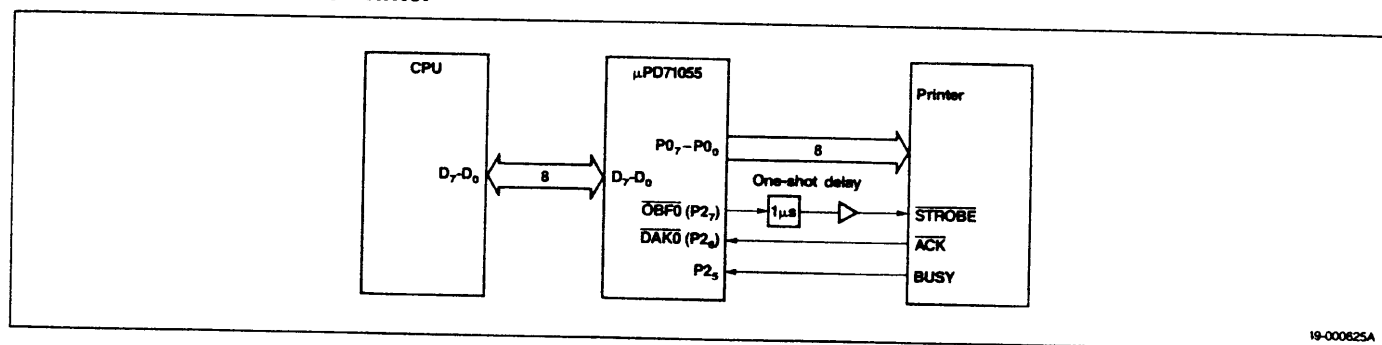 CPU
D₇-D₀
8
μPD71055
P0₇-P0₀
D₇-D₀
OBF0 (P2₇)
DAK0 (P2₆)
P2₅
8
One-shot delay
1μs
Printer
STROBE
ACK
BUSY
19-000625A